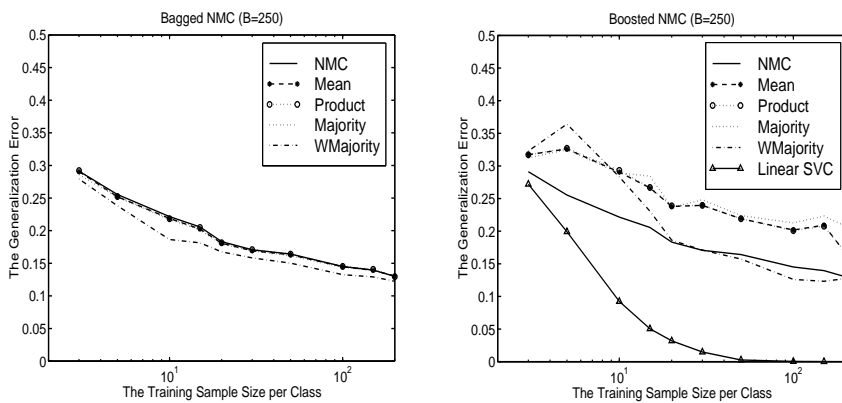 Bagged NMC (B=250)
The Generalization Error
0.5
0.45
0.4
0.35
0.3
0.25
0.2
0.15
0.1
0.05
0
NMC
Mean
Product
Majority
WMajority
10^1
10^2
The Training Sample Size per Class
Boosted NMC (B=250)
The Generalization Error
0.5
0.45
0.4
0.35
0.3
0.25
0.2
0.15
0.1
0.05
0
NMC
Mean
Product
Majority
WMajority
Linear SVC
10^1
10^2
The Training Sample Size per Class